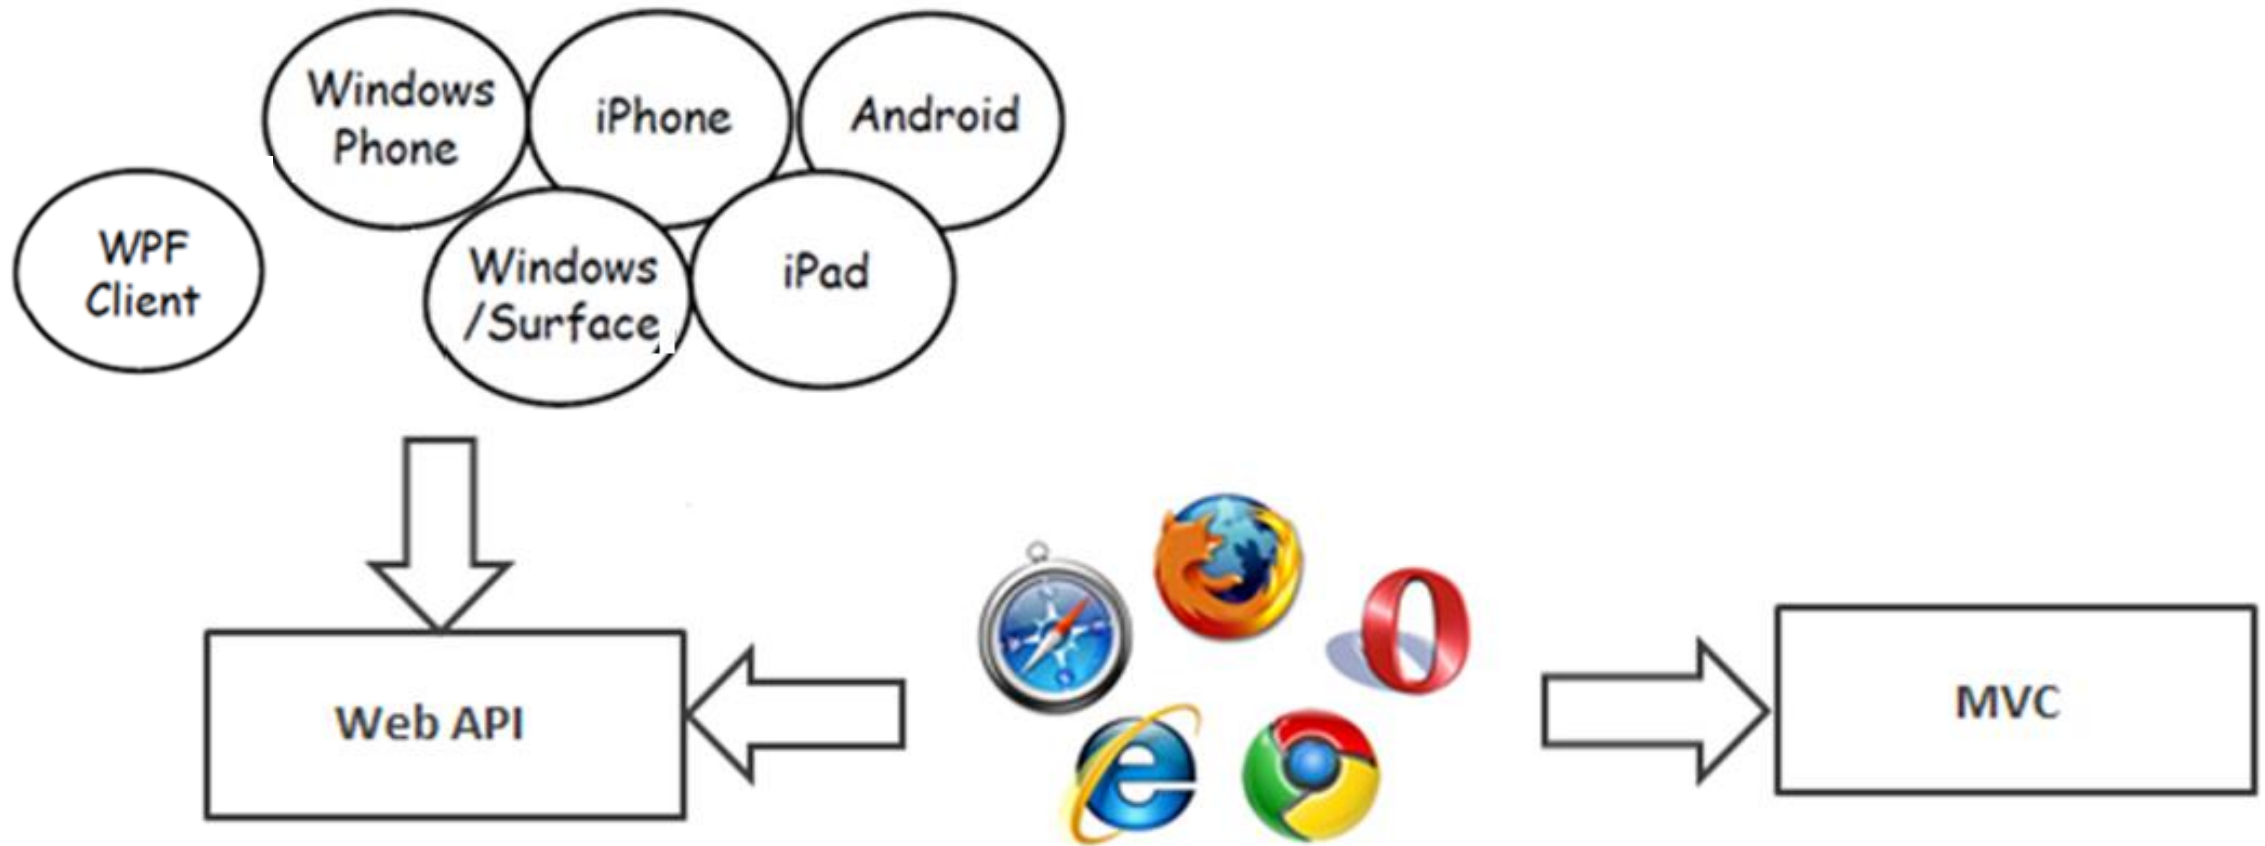 Windows
Phone
iPhone
Android
WPF
Client
Windows
/Surface
iPad
Web API
MVC